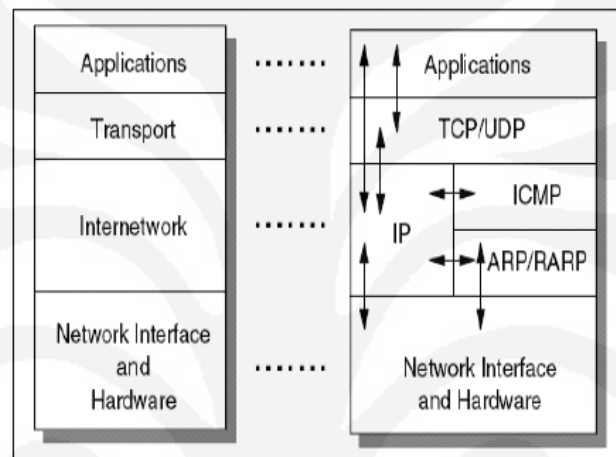 Applications
Transport
Internetwork
Network Interface
and
Hardware
Applications
TCP/UDP
ICMP
IP
ARP/RARP
Network Interface
and Hardware